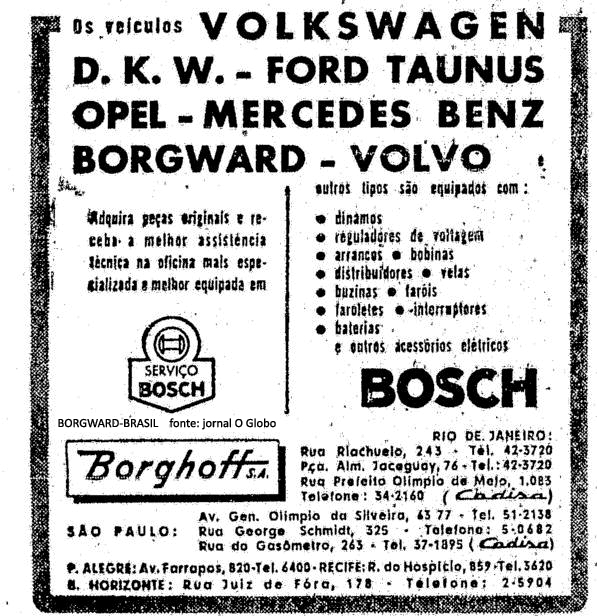 Os veículos VOLKSWAGEN
D. K. W. - FORD TAUNUS
OPEL - MERCEDES BENZ
BORGWARD - VOLVO e
outros tipos são equipados com:
Adquira peças originais e re-
ceba a melhor assistência
técnica na oficina mais espe-
cializada e melhor equipada em
SERVIÇO
BOSCH
• dínamos
• reguladores de voltagem
• arrancos • bobinas
• distribuidores • velas
• buzinas • faróis
• faroletes • interruptores
• baterias
e outros acessórios elétricos
BOSCH
BORGWARD-BRASIL fonte: jornal O Globo
Borghoff S.A.
RIO DE JANEIRO:
Rua Riachuelo, 243 - Tel. 42-3720
Pça. Alm. Jaceguay, 76 - Tel.: 42-3720
Rua Prefeito Olimpio de Melo, 1.083
Telefone: 34-2160 (Cadisa)
SÃO PAULO:
Av. Gen. Olimpio da Silveira, 63 77 - Tel. 51-2138
Rua George Schmidt, 325 - Telefone: 5-0682
Rua do Gasômetro, 263 - Tel. 37-1895 (Cadisa)
P. ALEGRE: Av. Farrapos, 820-Tel. 6400 - RECIFE: R. do Hospício, 859-Tel. 3620
B. HORIZONTE: Rua Juiz de Fóra, 178 - Telefone: 2-5904